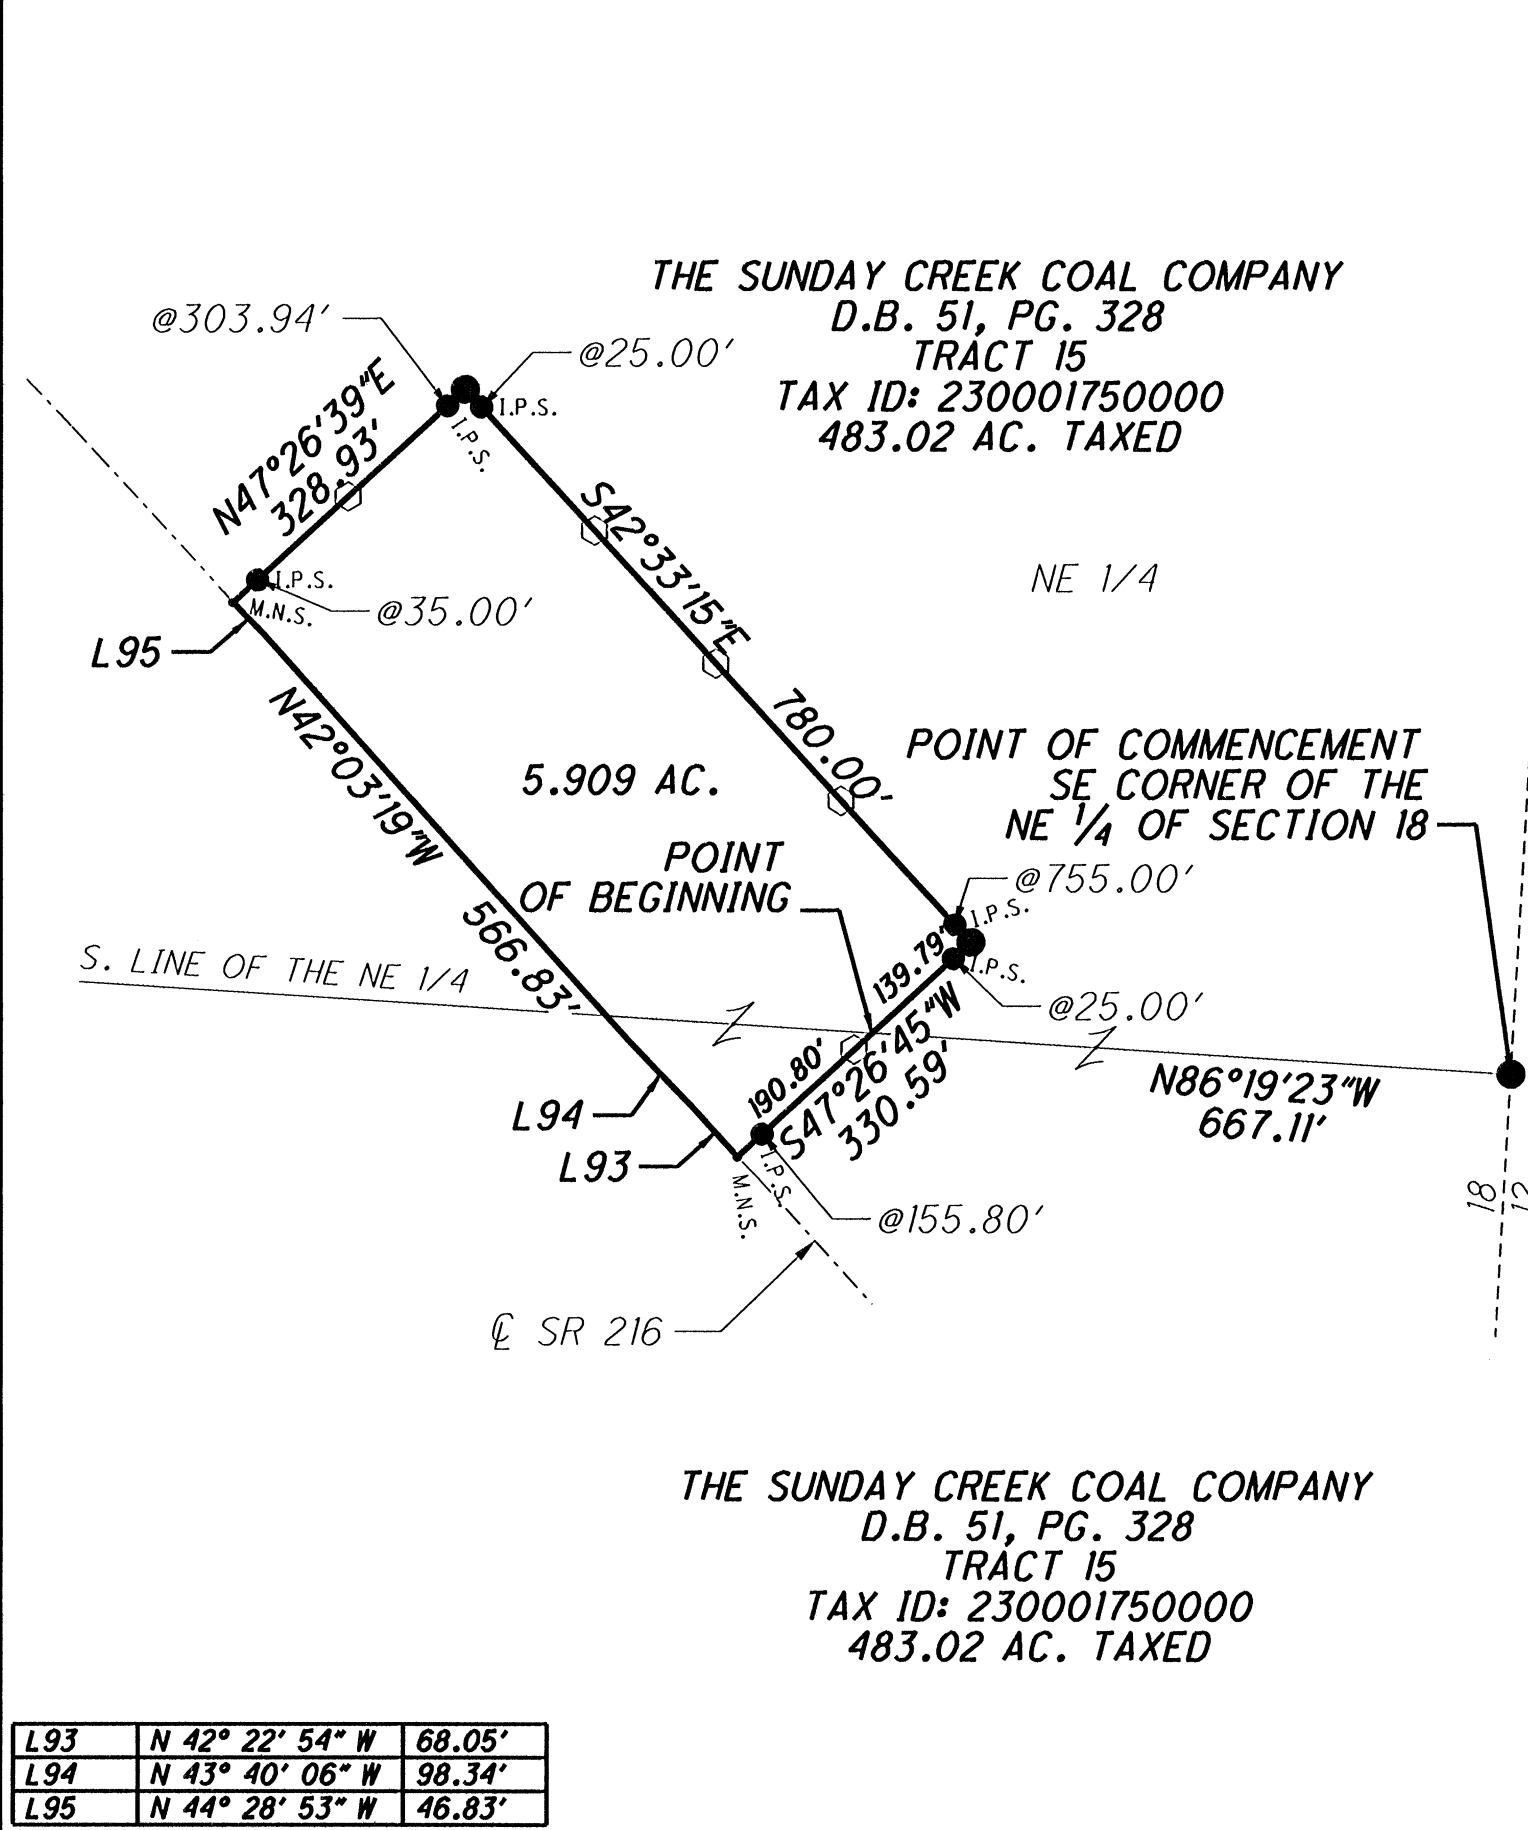 THE SUNDAY CREEK COAL COMPANY
D.B. 51, PG. 328
TRACT 15
TAX ID: 230001750000
483.02 AC. TAXED
@303.94'
@25.00'
I.P.S.
I.P.S.
N47°26'39"E
328.93'
S42°33'15"E
780.00'
NE 1/4
I.P.S.
M.N.S.
@35.00'
L95
N42°03'19"W
566.83'
5.909 AC.
POINT OF COMMENCEMENT
SE CORNER OF THE
NE 1/4 OF SECTION 18
POINT
OF BEGINNING
@755.00'
I.P.S.
I.P.S.
139.79'
@25.00'
S. LINE OF THE NE 1/4
190.80'
S47°26'45"W
330.59'
N86°19'23"W
667.11'
L94
L93
I.P.S.
M.N.S.
@155.80'
18
12
℄ SR 216
THE SUNDAY CREEK COAL COMPANY
D.B. 51, PG. 328
TRACT 15
TAX ID: 230001750000
483.02 AC. TAXED
L93 N 42° 22' 54" W 68.05'
L94 N 43° 40' 06" W 98.34'
L95 N 44° 28' 53" W 46.83'